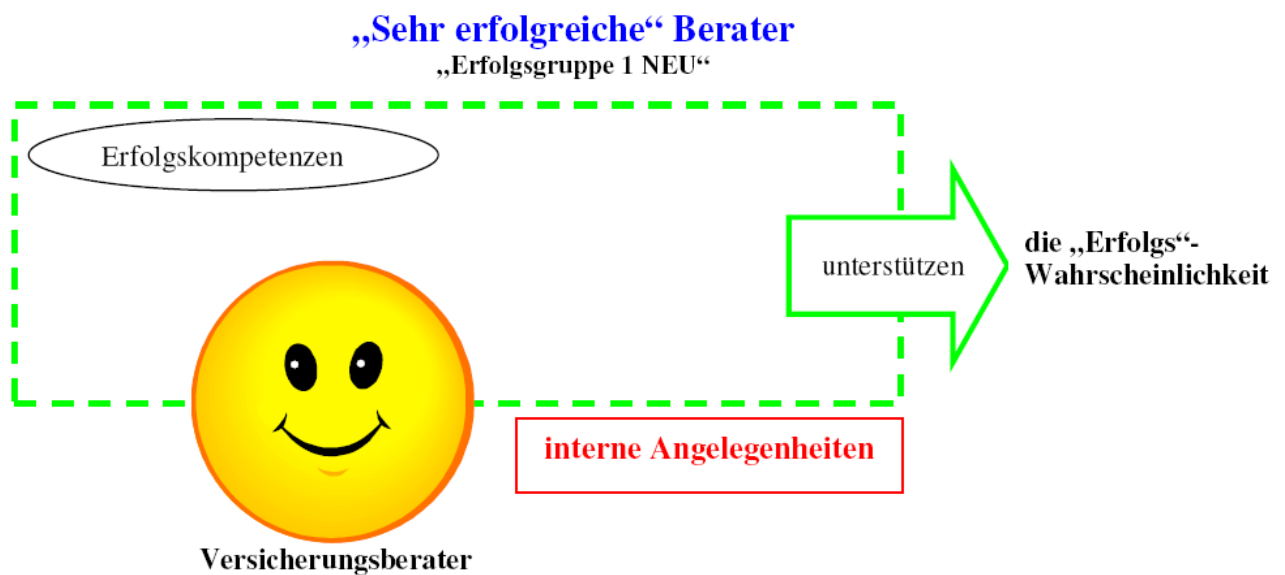 „Sehr erfolgreiche“ Berater
„Erfolgsgruppe 1 NEU“
Erfolgskompetenzen
unterstützen
die „Erfolgs“-
Wahrscheinlichkeit
interne Angelegenheiten
Versicherungsberater